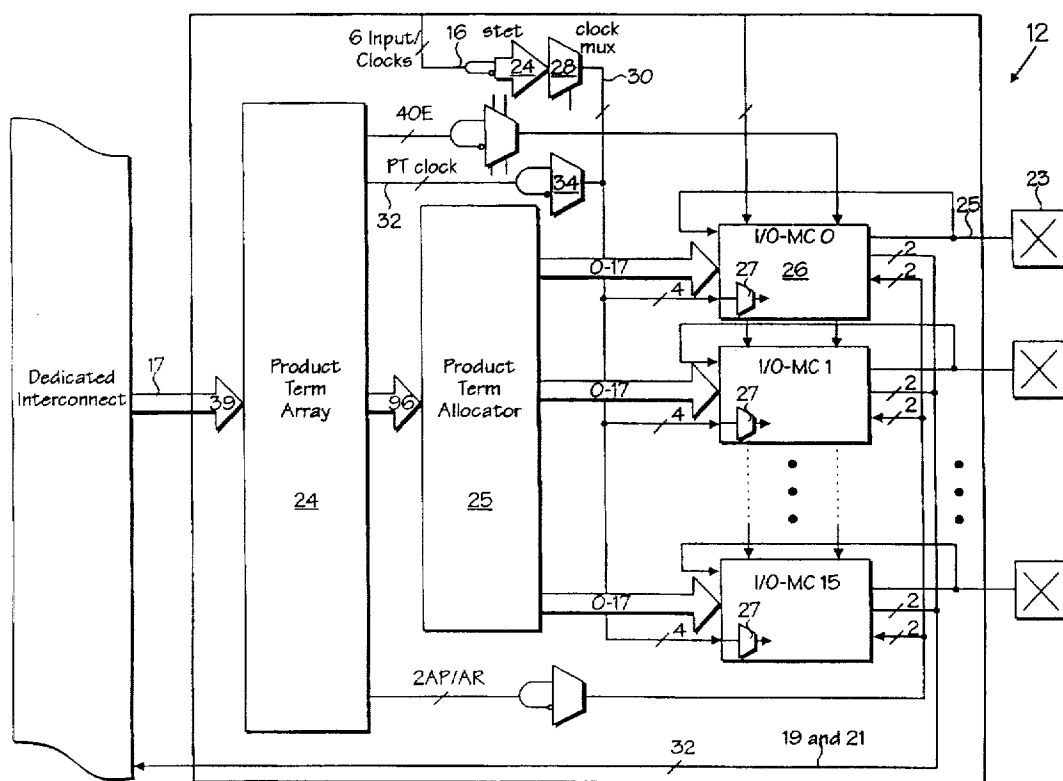 12
6 Input/
Clocks
16
stet
24
clock
mux
28
30
4OE
PT clock
32
34
23
25
I/O-MC 0
26
27
0-17
4
2
2
I/O-MC 1
27
0-17
4
2
2
17
Dedicated
Interconnect
39
Product
Term
Array
24
96
Product
Term
Allocator
25
I/O-MC 15
27
0-17
4
2
2
2AP/AR
32
19 and 21